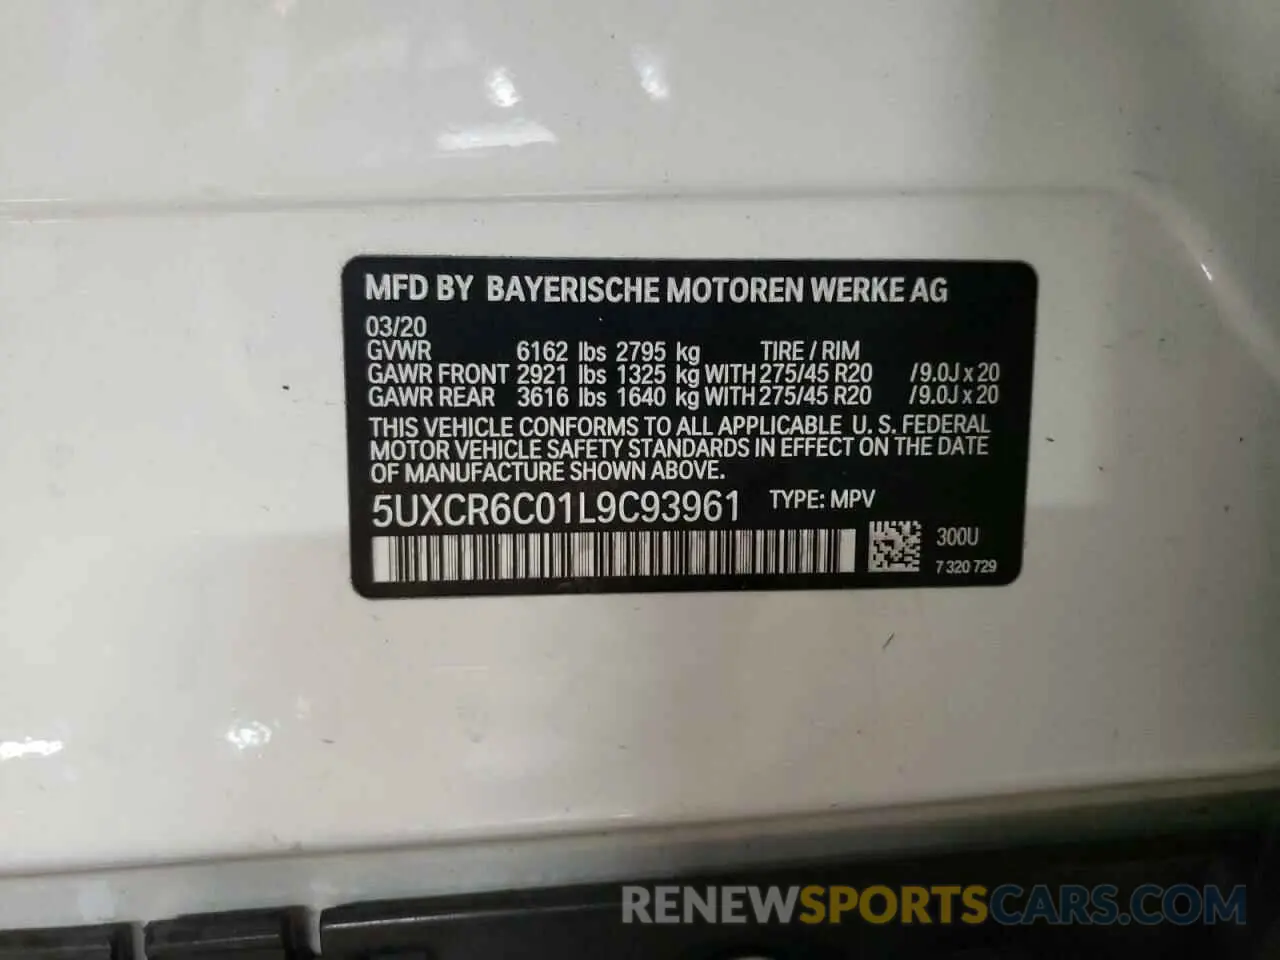 MFD BY BAYERISCHE MOTOREN WERKE AG
03/20
GVWR 6162 lbs 2795 kg TIRE / RIM
GAWR FRONT 2921 lbs 1325 kg WITH 275/45 R20 /9.0J x 20
GAWR REAR 3616 lbs 1640 kg WITH 275/45 R20 /9.0J x 20
THIS VEHICLE CONFORMS TO ALL APPLICABLE U. S. FEDERAL
MOTOR VEHICLE SAFETY STANDARDS IN EFFECT ON THE DATE
OF MANUFACTURE SHOWN ABOVE.
5UXCR6C01L9C93961 TYPE: MPV
300U
7 320 729
RENEWSPORTSCARS.COM